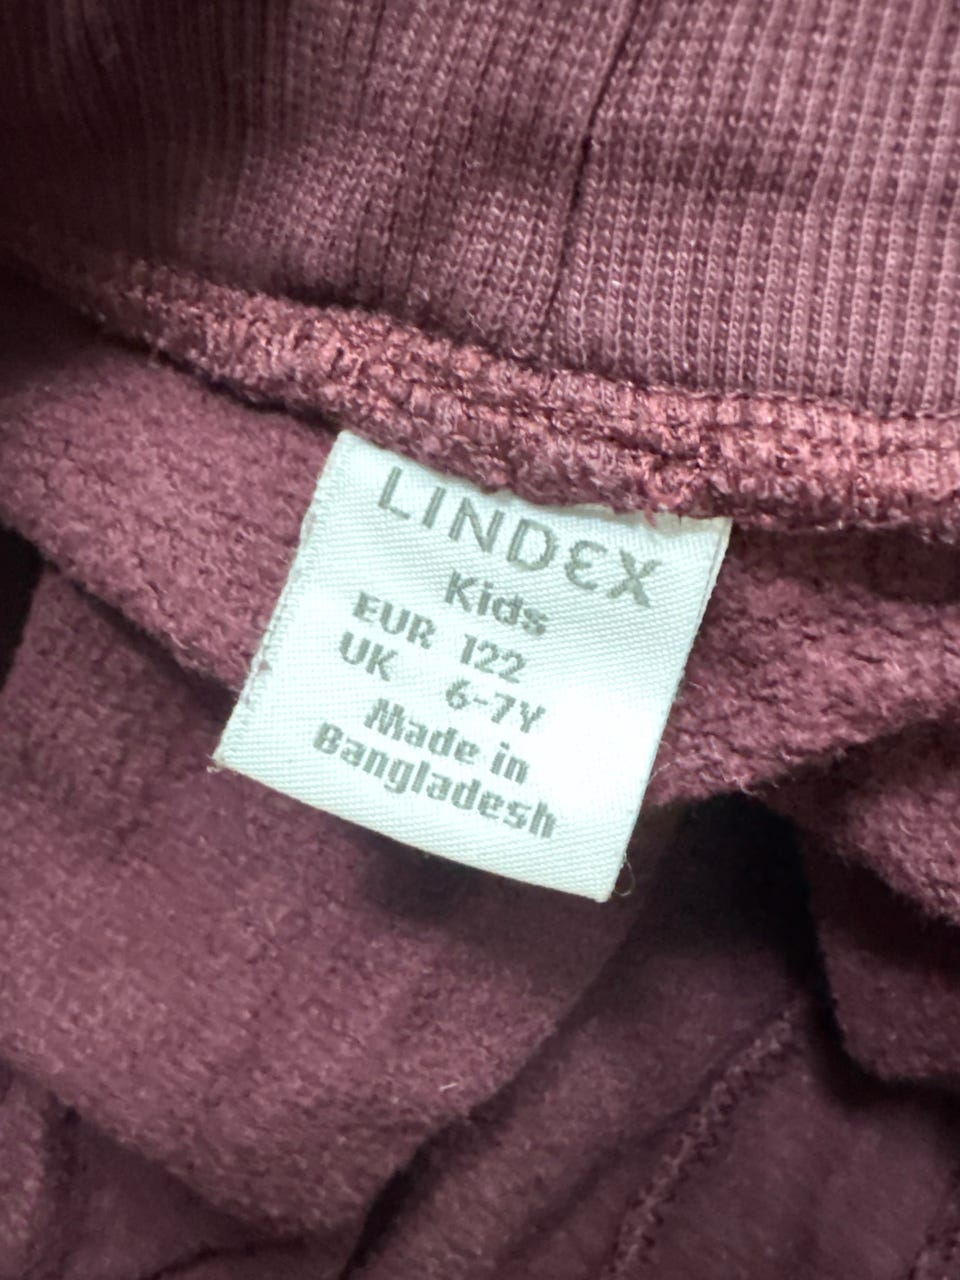 LINDEX
Kids
EUR 122
UK 6-7Y
Made in
Bangladesh